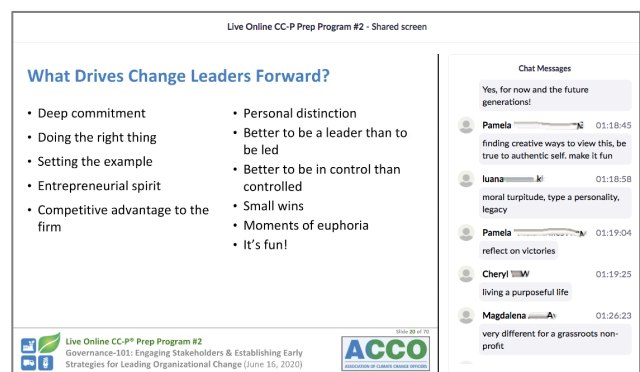 Live Online CC-P Prep Program #2 - Shared screen
What Drives Change Leaders Forward?
• Deep commitment
• Doing the right thing
• Setting the example
• Entrepreneurial spirit
• Competitive advantage to the
firm
• Personal distinction
• Better to be a leader than to
be led
• Better to be in control than
controlled
• Small wins
• Moments of euphoria
• It's fun!
Slide 20 of 70
Live Online CC-P® Prep Program #2
Governance-101: Engaging Stakeholders & Establishing Early
Strategies for Leading Organizational Change (June 16, 2020)
ACCO
ASSOCIATION OF CLIMATE CHANGE OFFICERS
Chat Messages
Yes, for now and the future
generations!
Pamela 01:18:45
finding creative ways to view this, be
true to authentic self. make it fun
luana 01:18:58
moral turpitude, type a personality,
legacy
Pamela 01:19:04
reflect on victories
Cheryl W 01:19:25
living a purposeful life
Magdalena A 01:26:23
very different for a grassroots non-
profit